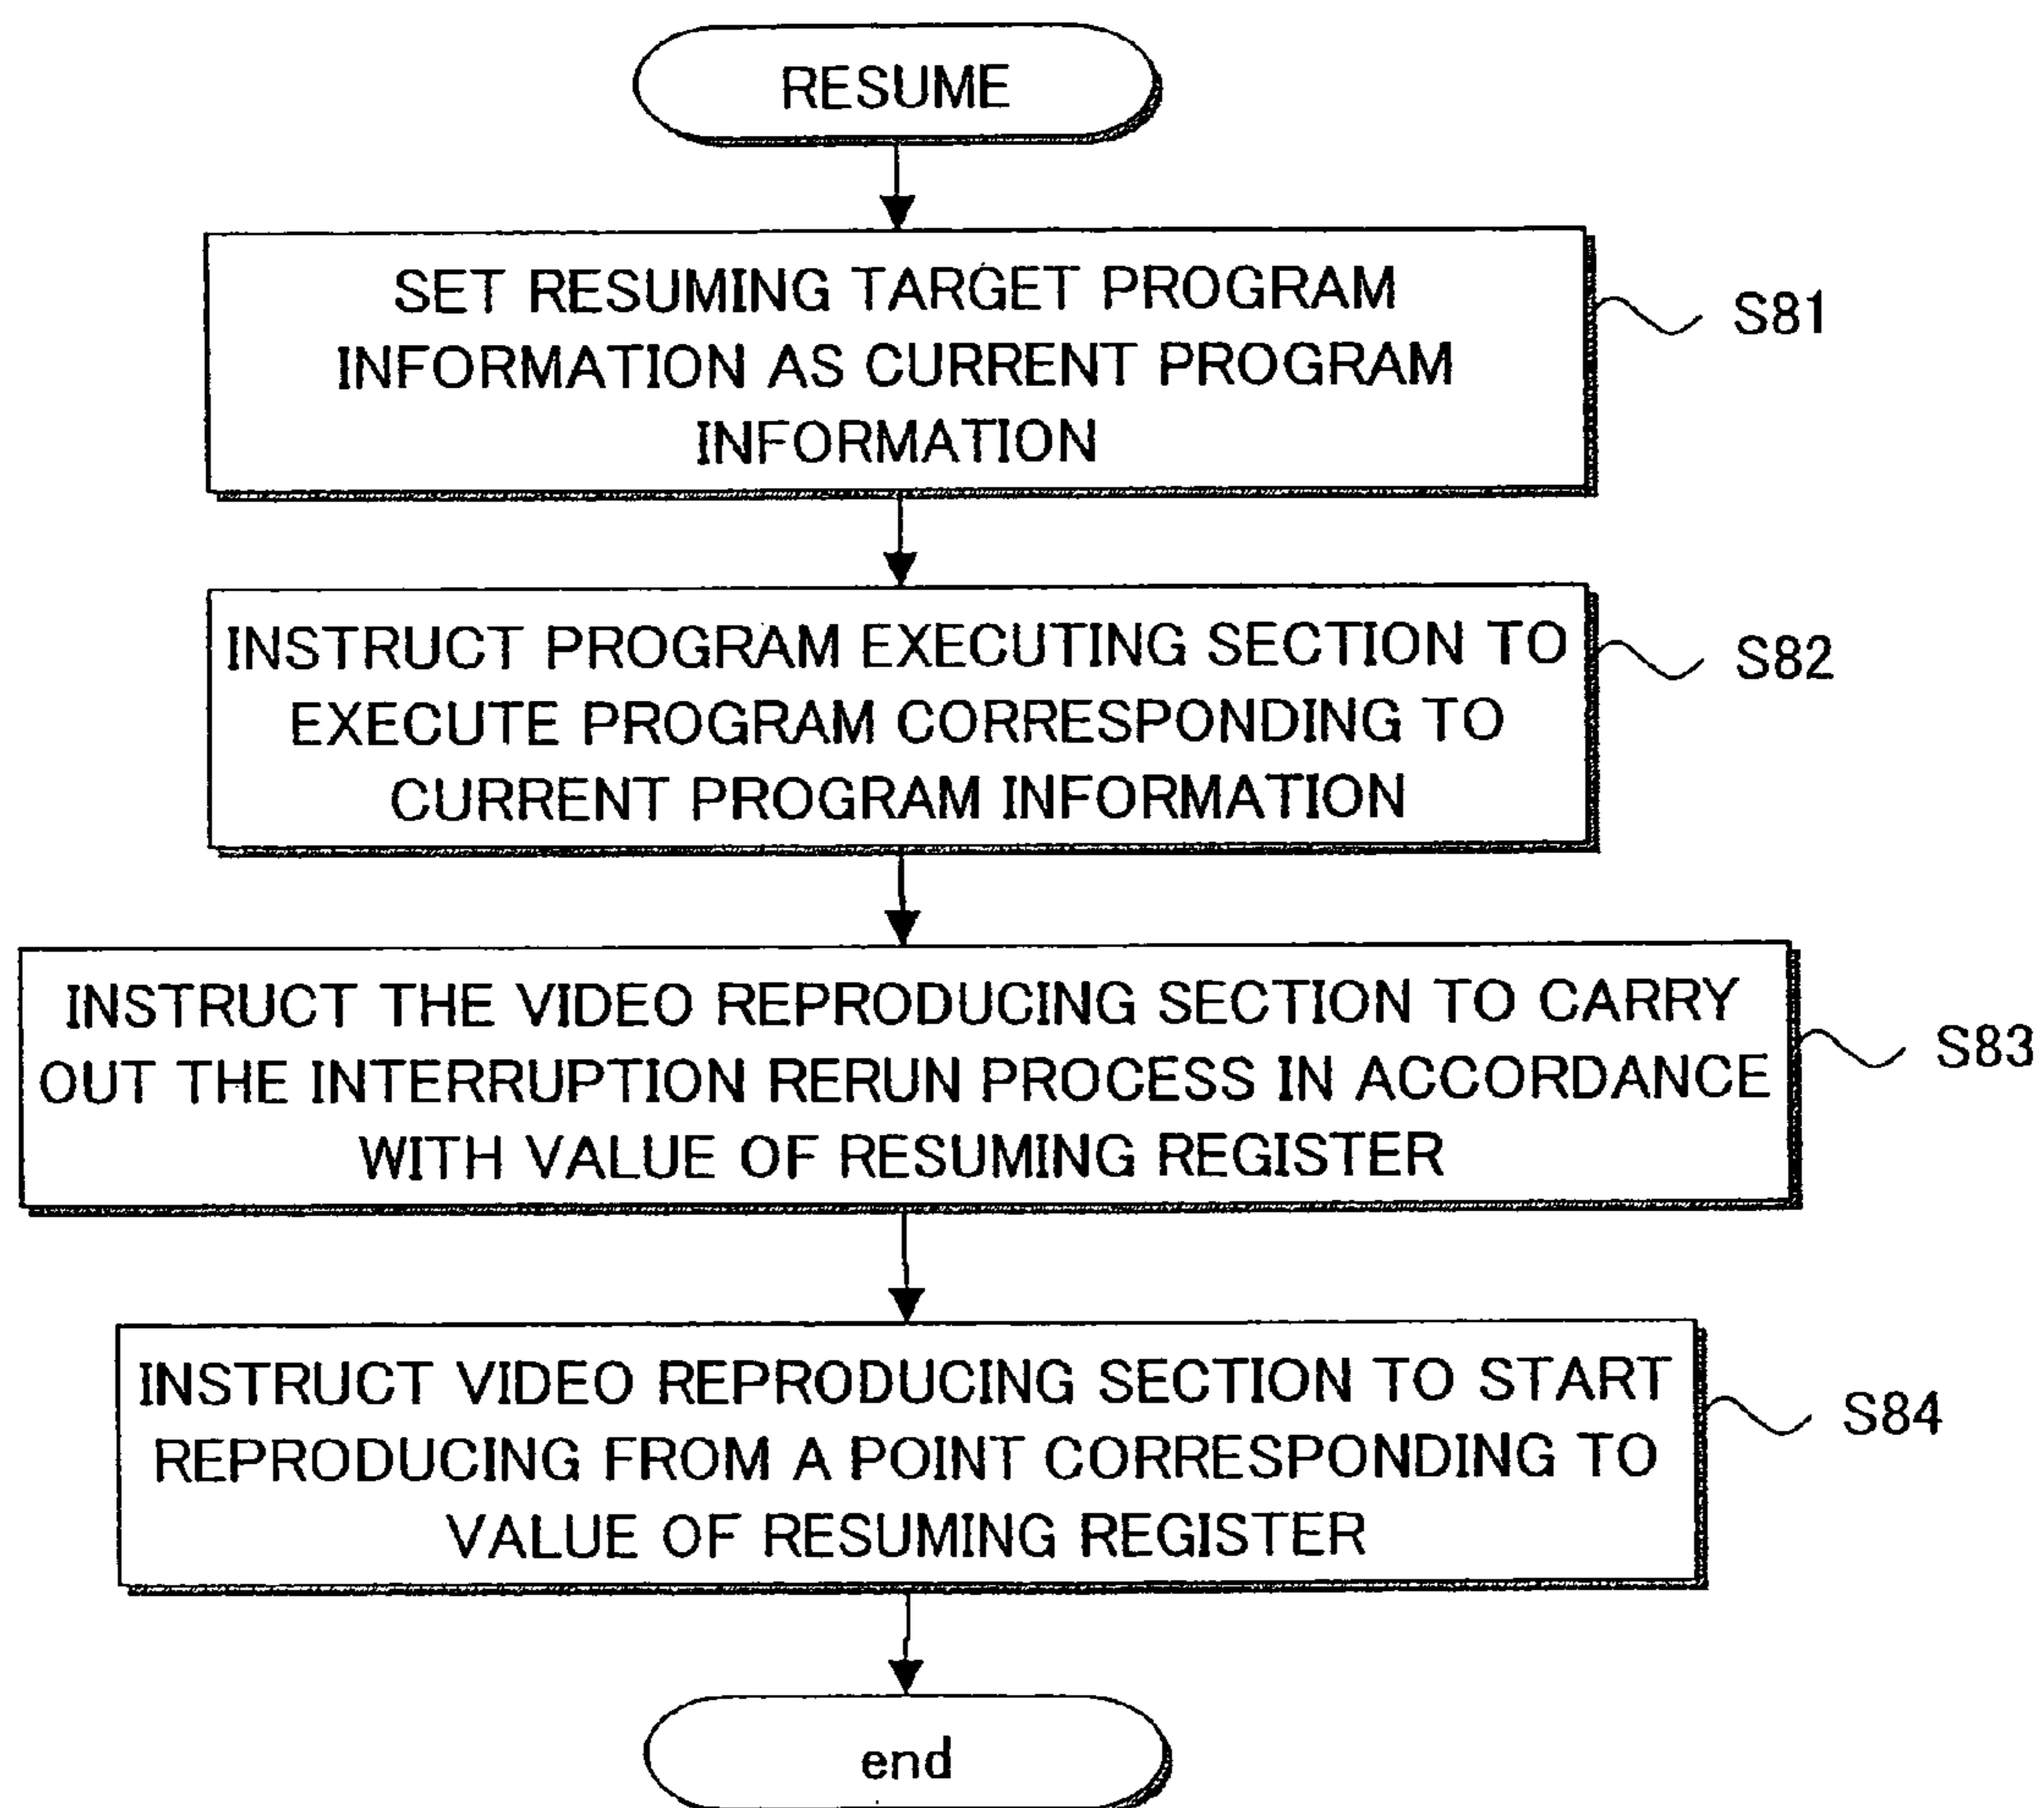 RESUME
SET RESUMING TARGET PROGRAM
INFORMATION AS CURRENT PROGRAM
INFORMATION
S81
INSTRUCT PROGRAM EXECUTING SECTION TO
EXECUTE PROGRAM CORRESPONDING TO
CURRENT PROGRAM INFORMATION
S82
INSTRUCT THE VIDEO REPRODUCING SECTION TO CARRY
OUT THE INTERRUPTION RERUN PROCESS IN ACCORDANCE
WITH VALUE OF RESUMING REGISTER
S83
INSTRUCT VIDEO REPRODUCING SECTION TO START
REPRODUCING FROM A POINT CORRESPONDING TO
VALUE OF RESUMING REGISTER
S84
end